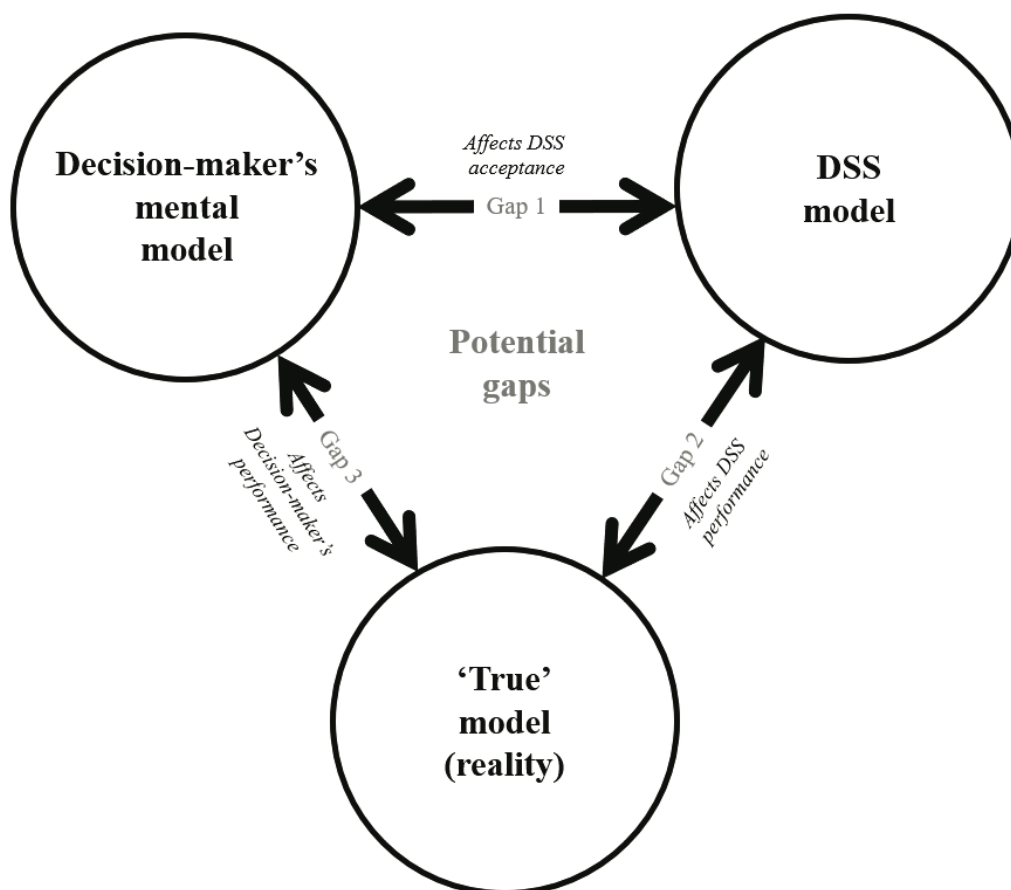 Decision-maker’s
mental
model
Affects DSS
acceptance
Gap 1
DSS
model
Potential
gaps
Gap 3
Affects
Decision-maker’s
performance
Gap 2
Affects DSS
performance
‘True’
model
(reality)